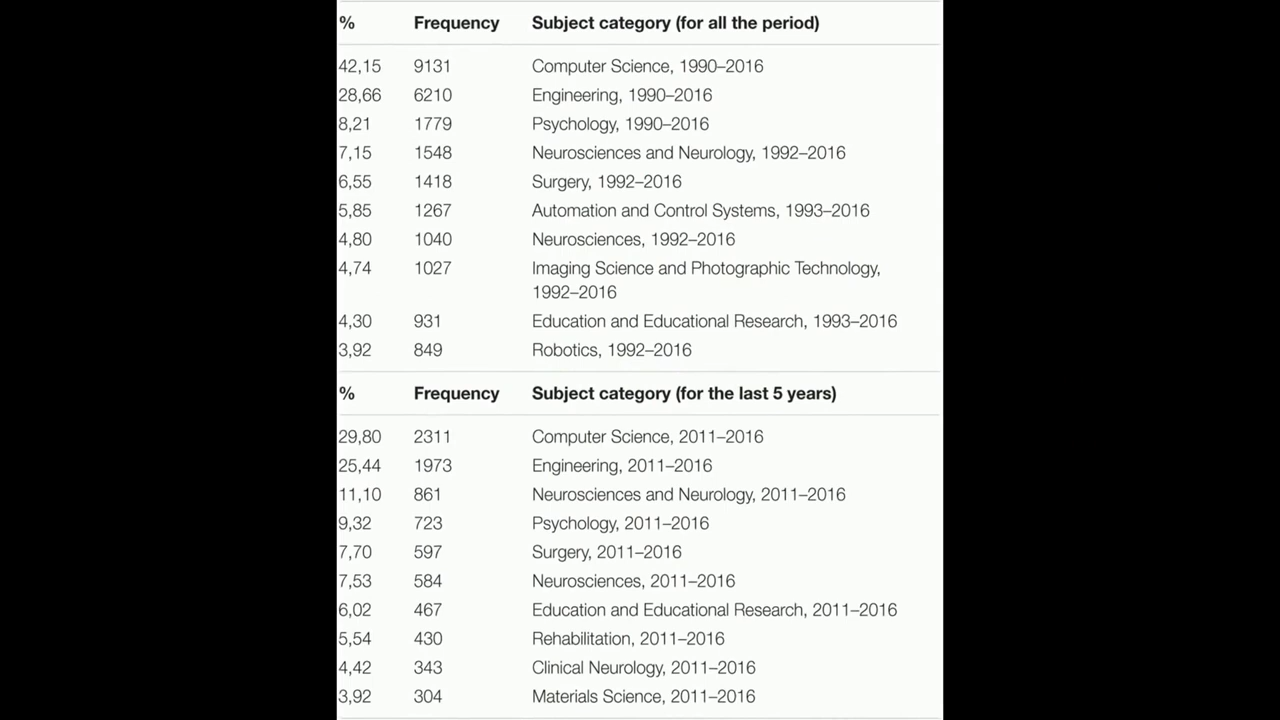 % Frequency Subject category (for all the period)
42,15 9131 Computer Science, 1990–2016
28,66 6210 Engineering, 1990–2016
8,21 1779 Psychology, 1990–2016
7,15 1548 Neurosciences and Neurology, 1992–2016
6,55 1418 Surgery, 1992–2016
5,85 1267 Automation and Control Systems, 1993–2016
4,80 1040 Neurosciences, 1992–2016
4,74 1027 Imaging Science and Photographic Technology,
1992–2016
4,30 931 Education and Educational Research, 1993–2016
3,92 849 Robotics, 1992–2016
% Frequency Subject category (for the last 5 years)
29,80 2311 Computer Science, 2011–2016
25,44 1973 Engineering, 2011–2016
11,10 861 Neurosciences and Neurology, 2011–2016
9,32 723 Psychology, 2011–2016
7,70 597 Surgery, 2011–2016
7,53 584 Neurosciences, 2011–2016
6,02 467 Education and Educational Research, 2011–2016
5,54 430 Rehabilitation, 2011–2016
4,42 343 Clinical Neurology, 2011–2016
3,92 304 Materials Science, 2011–2016